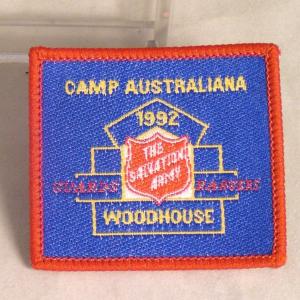 CAMP AUSTRALIANA
1992
THE
SALVATION
ARMY
GUARDS RANGERS
WOODHOUSE